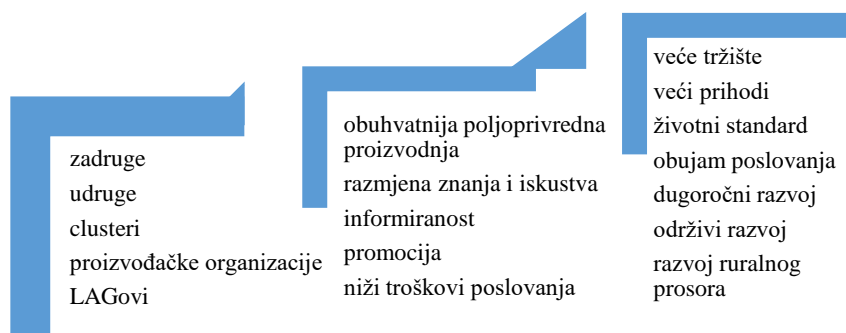 zadruge
udruge
clusteri
proizvođačke organizacije
LAGovi
obuhvatnija poljoprivredna
proizvodnja
razmjena znanja i iskustva
informiranost
promocija
niži troškovi poslovanja
veće tržište
veći prihodi
životni standard
obujam poslovanja
dugoročni razvoj
održivi razvoj
razvoj ruralnog
prosora